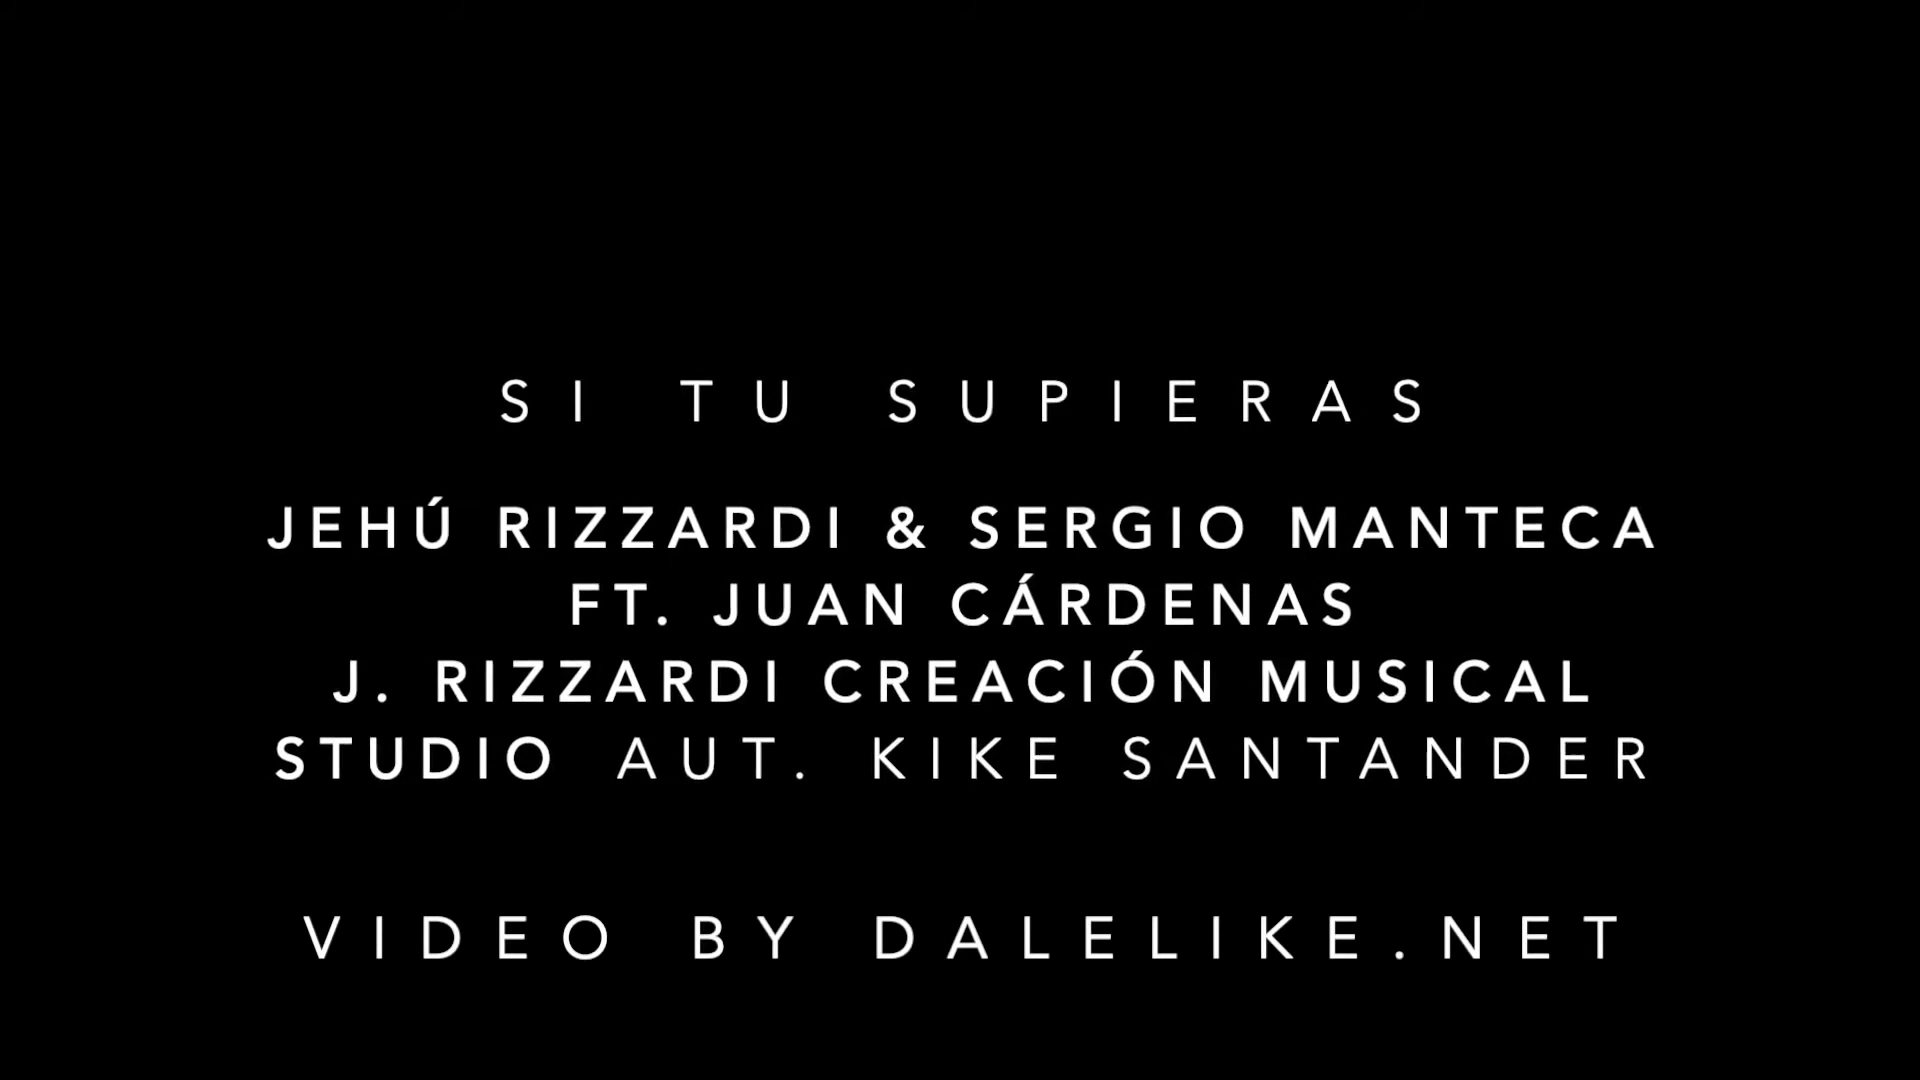 SI TU SUPIERAS
JEHÚ RIZZARDI & SERGIO MANTECA
FT. JUAN CÁRDENAS
J. RIZZARDI CREACIÓN MUSICAL
STUDIO AUT. KIKE SANTANDER
VIDEO BY DALELIKE.NET